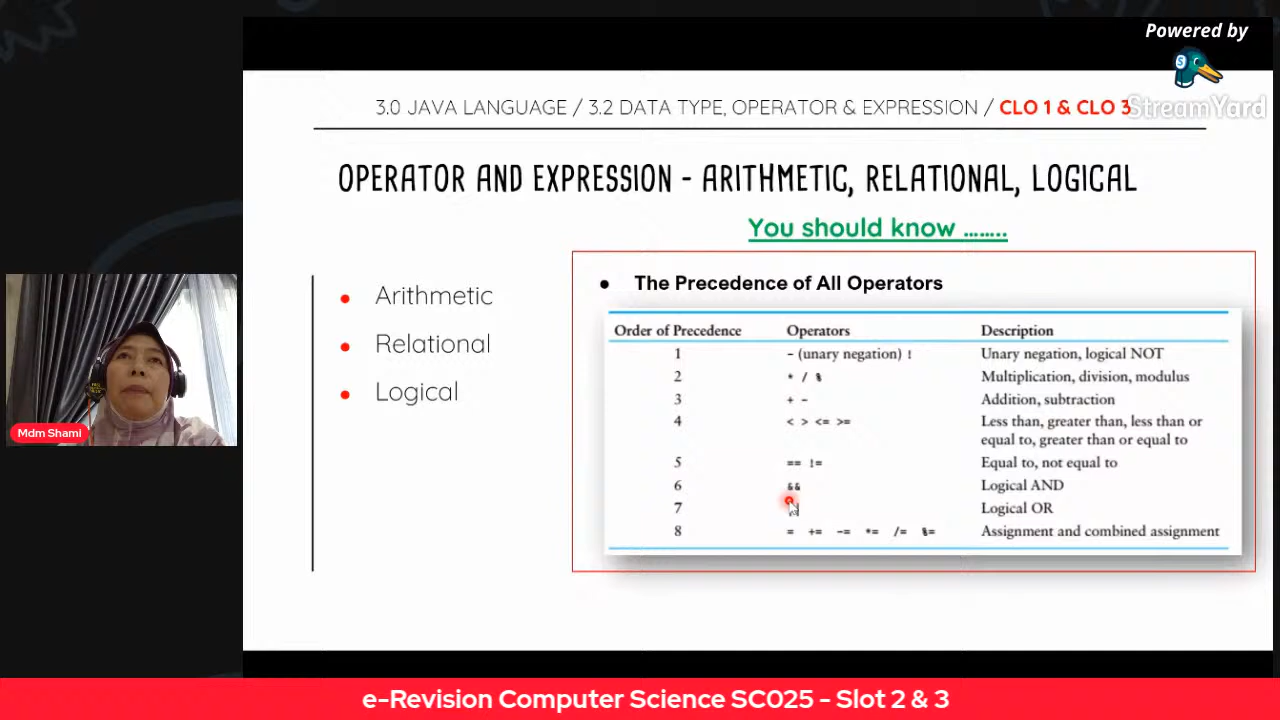 Powered by
StreamYard
3.0 JAVA LANGUAGE / 3.2 DATA TYPE, OPERATOR & EXPRESSION / CLO 1 & CLO 3
OPERATOR AND EXPRESSION - ARITHMETIC, RELATIONAL, LOGICAL
You should know ........
• Arithmetic
• Relational
• Logical
• The Precedence of All Operators
Order of Precedence Operators Description
1 - (unary negation) ! Unary negation, logical NOT
2 * / % Multiplication, division, modulus
3 + - Addition, subtraction
4 < > <= >= Less than, greater than, less than or
equal to, greater than or equal to
5 == != Equal to, not equal to
6 && Logical AND
7 Logical OR
8 = += -= *= /= %= Assignment and combined assignment
Mdm Shami
e-Revision Computer Science SC025 - Slot 2 & 3